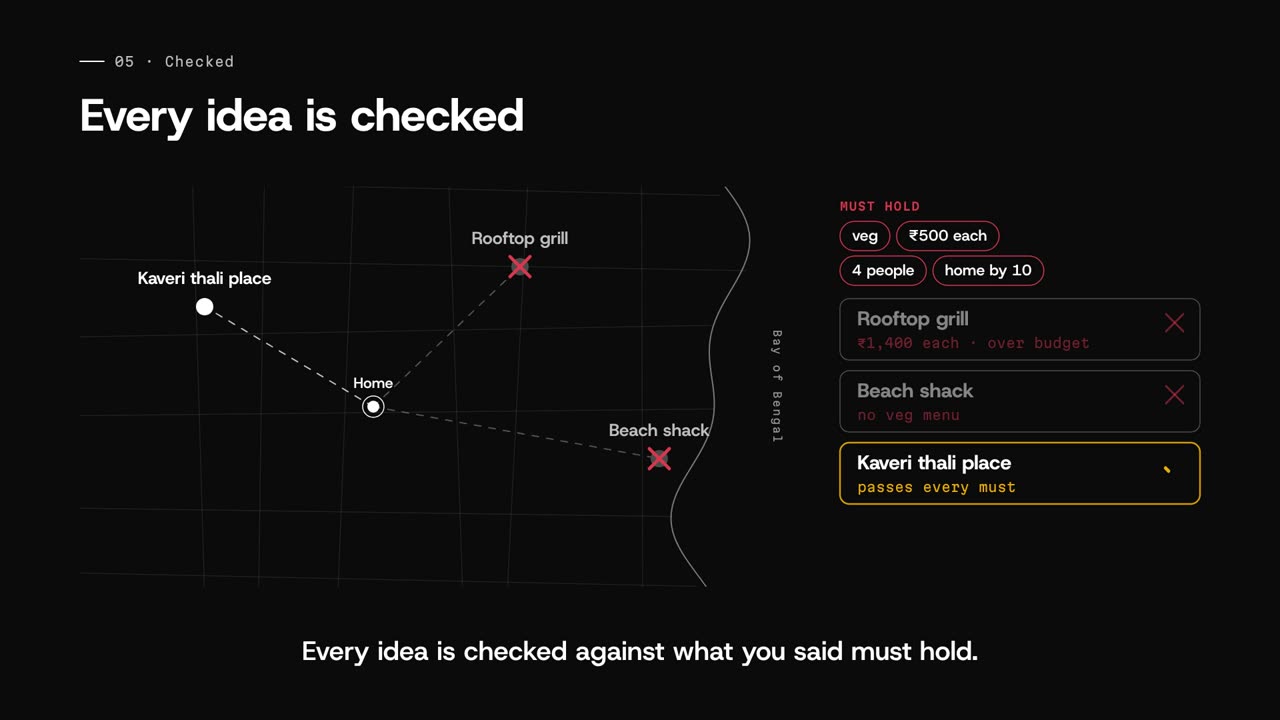 05 · Checked
Every idea is checked
Rooftop grill
Kaveri thali place
Home
Beach shack
Bay of Bengal
MUST HOLD
veg
₹500 each
4 people
home by 10
Rooftop grill
₹1,400 each · over budget
Beach shack
no veg menu
Kaveri thali place
passes every must
Every idea is checked against what you said must hold.